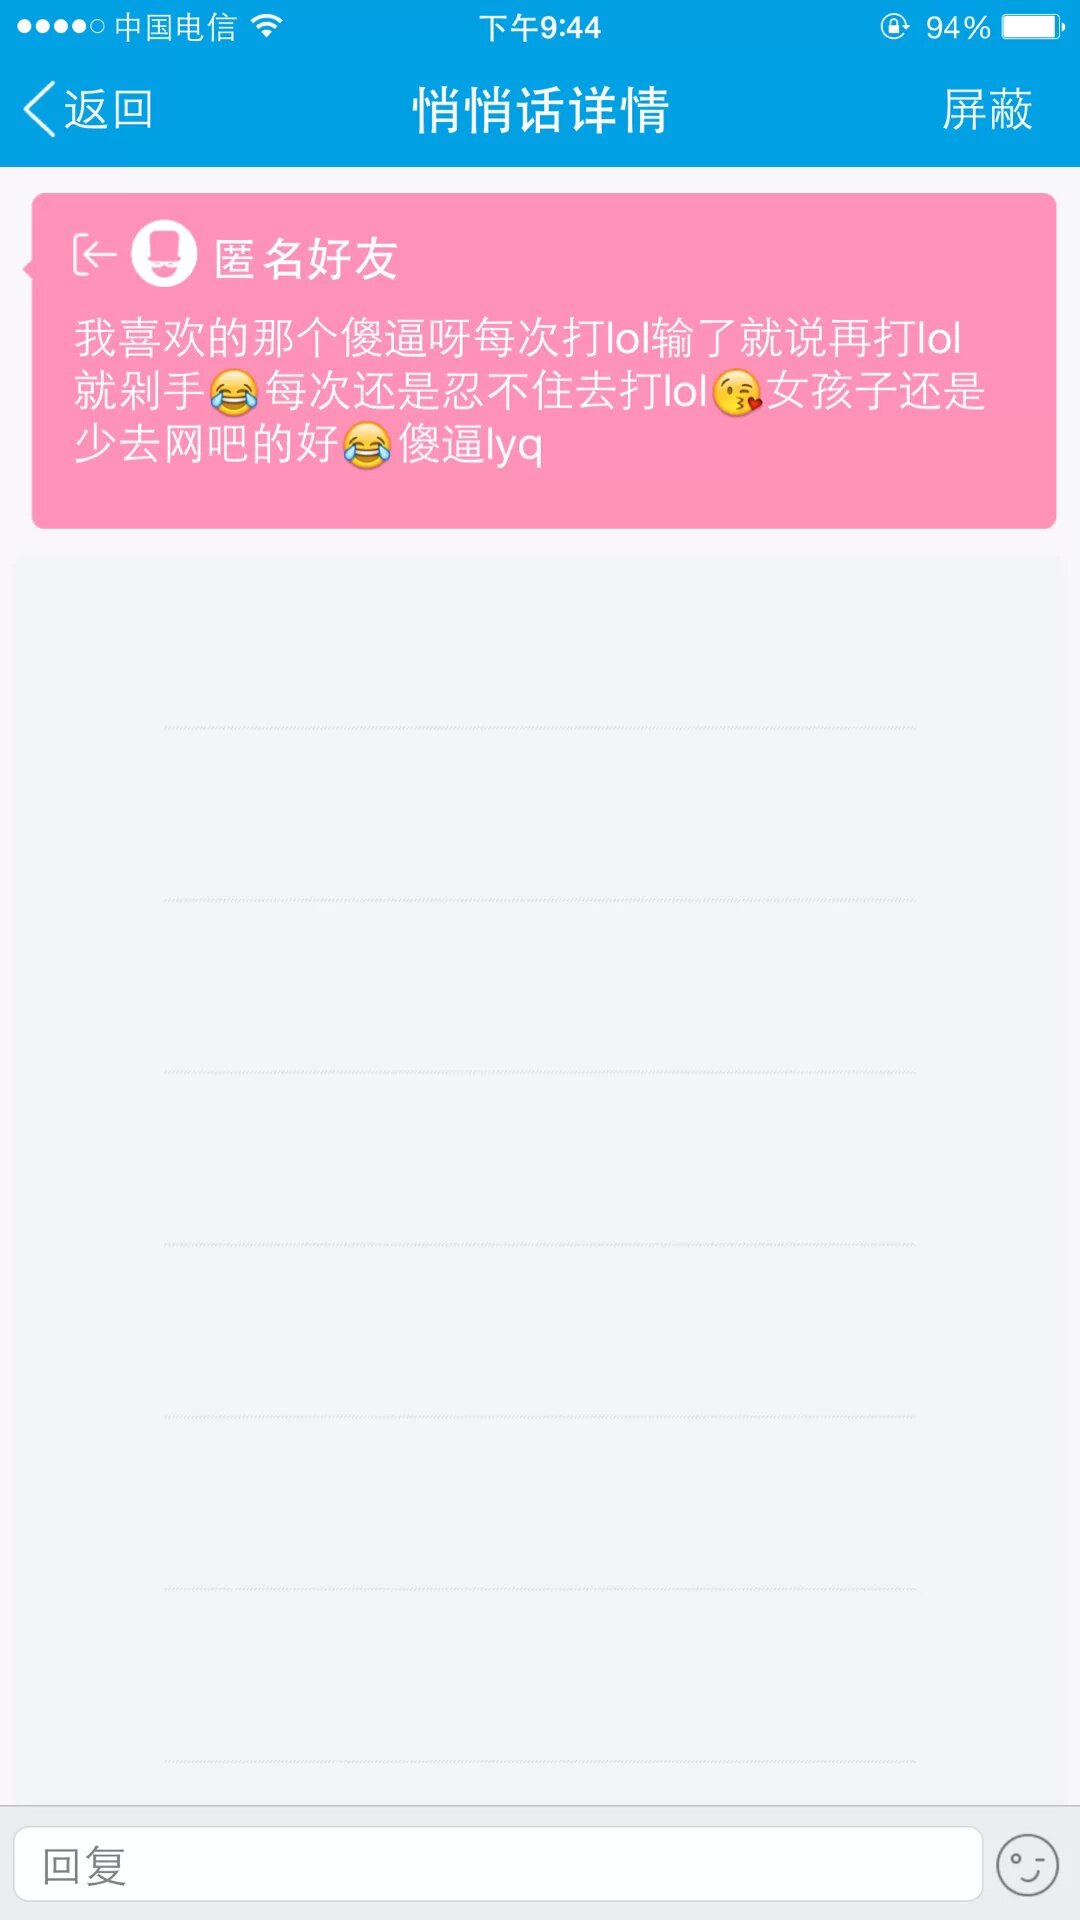 中国电信 下午9:44 94%
返回 悄悄话详情 屏蔽
匿名好友
我喜欢的那个傻逼呀每次打lol输了就说再打lol
就剁手😂每次还是忍不住去打lol😘女孩子还是
少去网吧的好😂傻逼lyq
回复